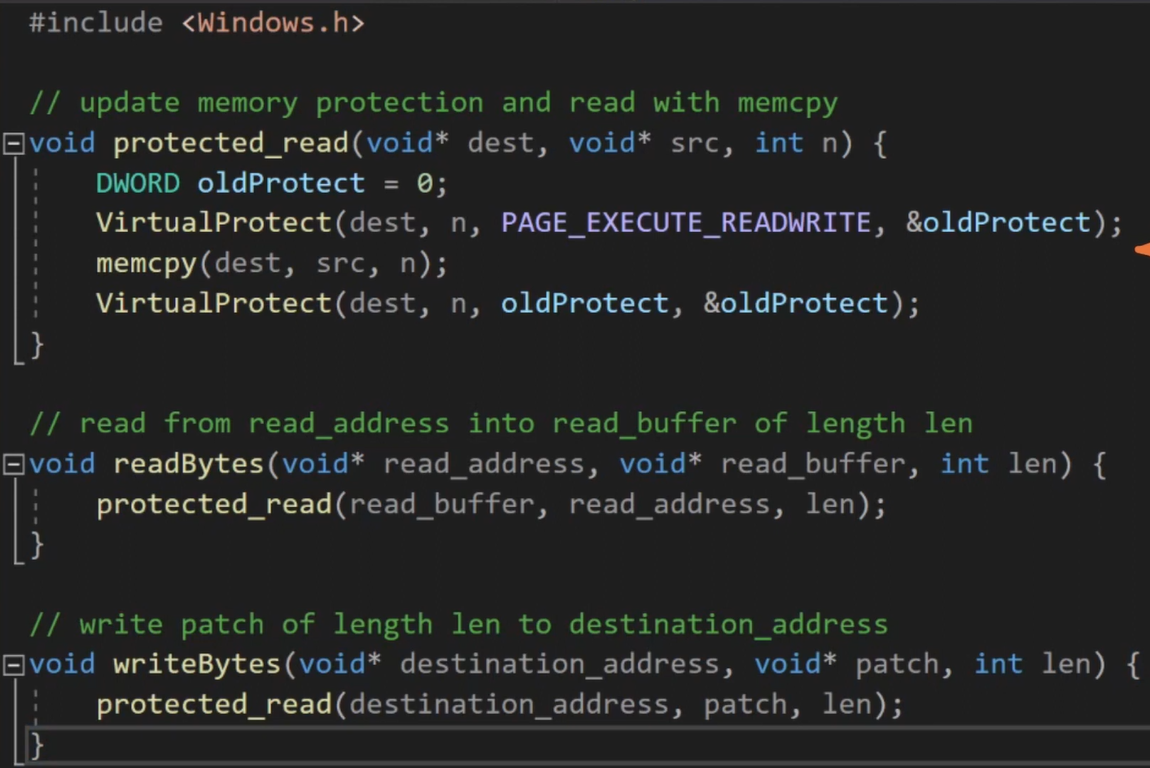 #include <Windows.h>
// update memory protection and read with memcpy
void protected_read(void* dest, void* src, int n) {
DWORD oldProtect = 0;
VirtualProtect(dest, n, PAGE_EXECUTE_READWRITE, &oldProtect);
memcpy(dest, src, n);
VirtualProtect(dest, n, oldProtect, &oldProtect);
}
// read from read_address into read_buffer of length len
void readBytes(void* read_address, void* read_buffer, int len) {
protected_read(read_buffer, read_address, len);
}
// write patch of length len to destination_address
void writeBytes(void* destination_address, void* patch, int len) {
protected_read(destination_address, patch, len);
}